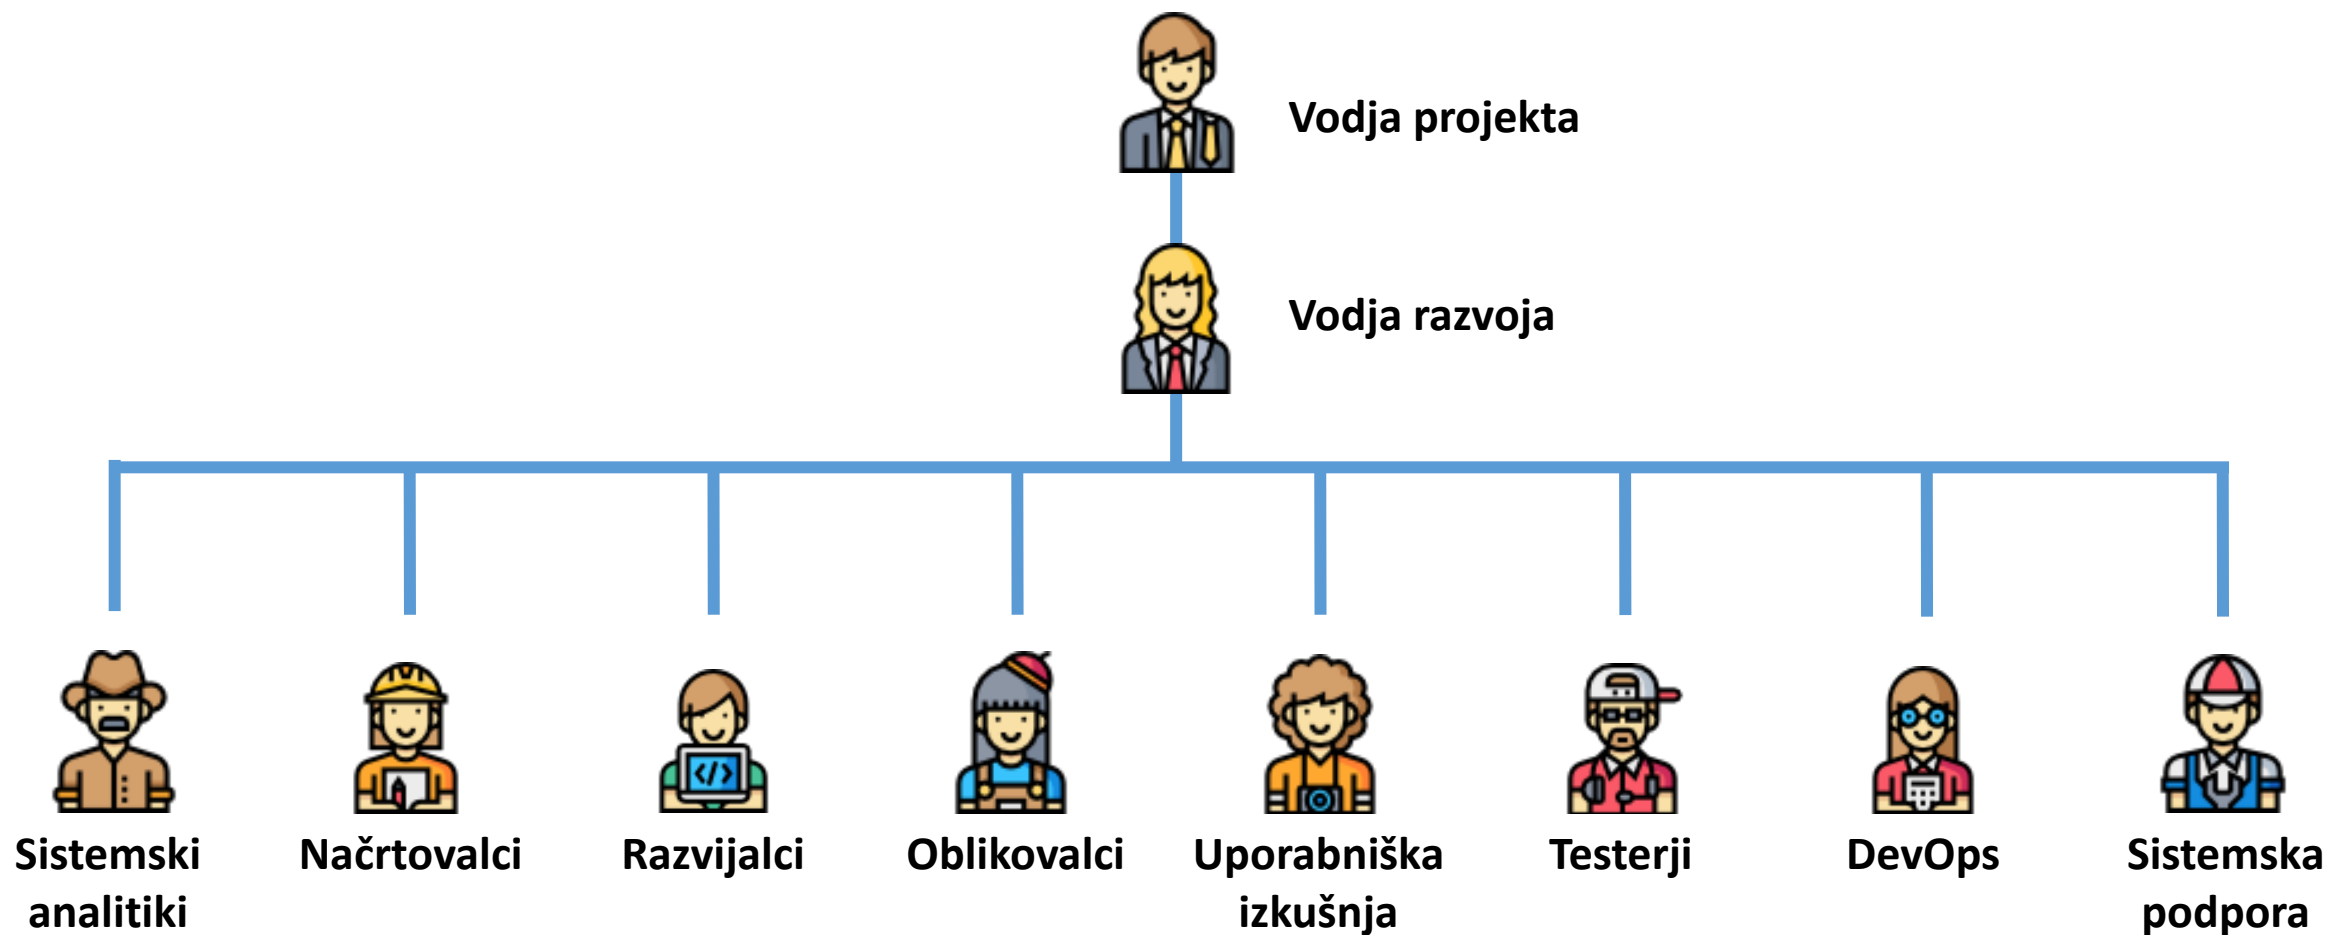 Vodja projekta
Vodja razvoja
</>
Sistemski
analitiki
Načrtovalci
Razvijalci
Oblikovalci
Uporabniška
izkušnja
Testerji
DevOps
Sistemska
podpora